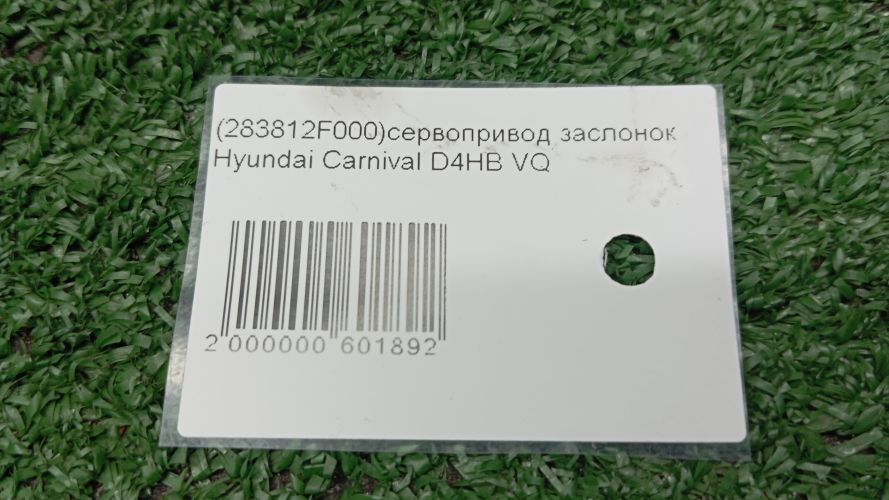 (283812F000)сервопривод заслонок
Hyundai Carnival D4HB VQ
2 000000 601892